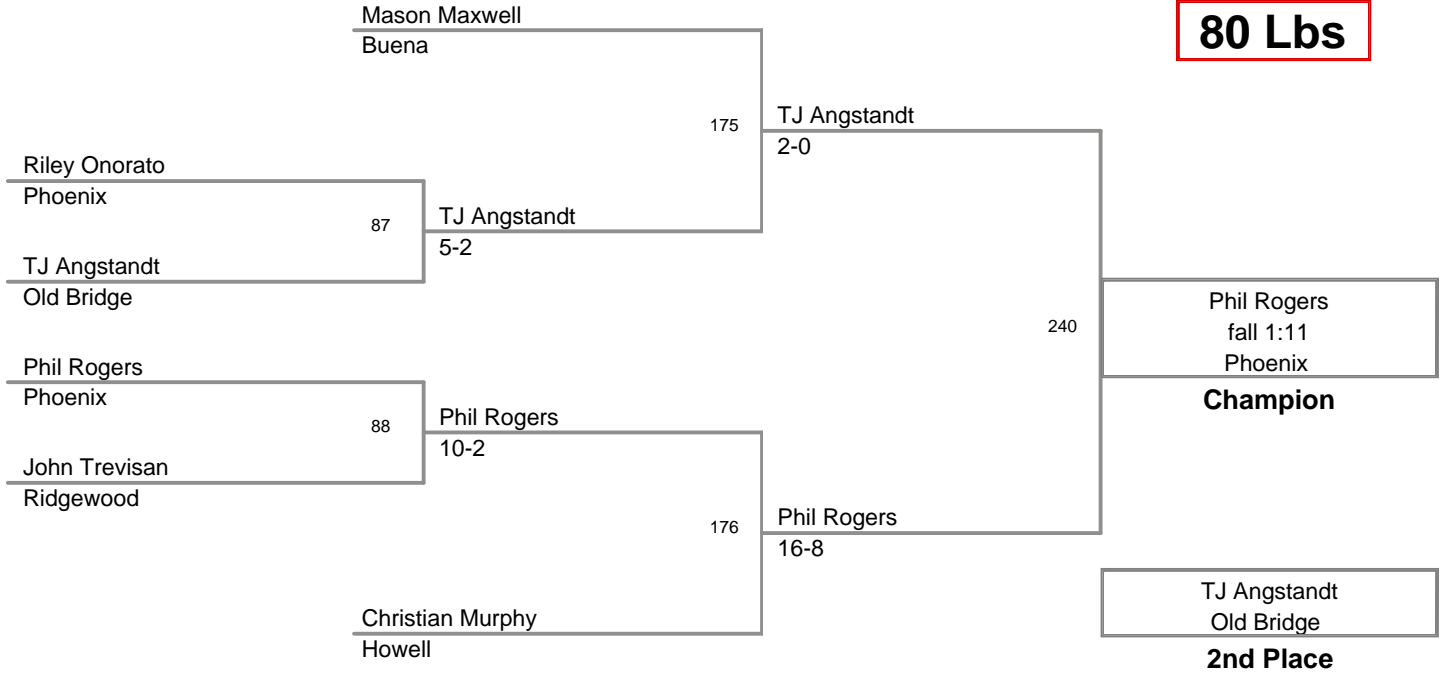 Mason Maxwell
Buena
80 Lbs
175
TJ Angstandt
2-0
Riley Onorato
Phoenix
87
TJ Angstandt
5-2
TJ Angstandt
Old Bridge
240
Phil Rogers
fall 1:11
Phoenix
Champion
Phil Rogers
Phoenix
88
Phil Rogers
10-2
John Trevisan
Ridgewood
176
Phil Rogers
16-8
Christian Murphy
Howell
TJ Angstandt
Old Bridge
2nd Place